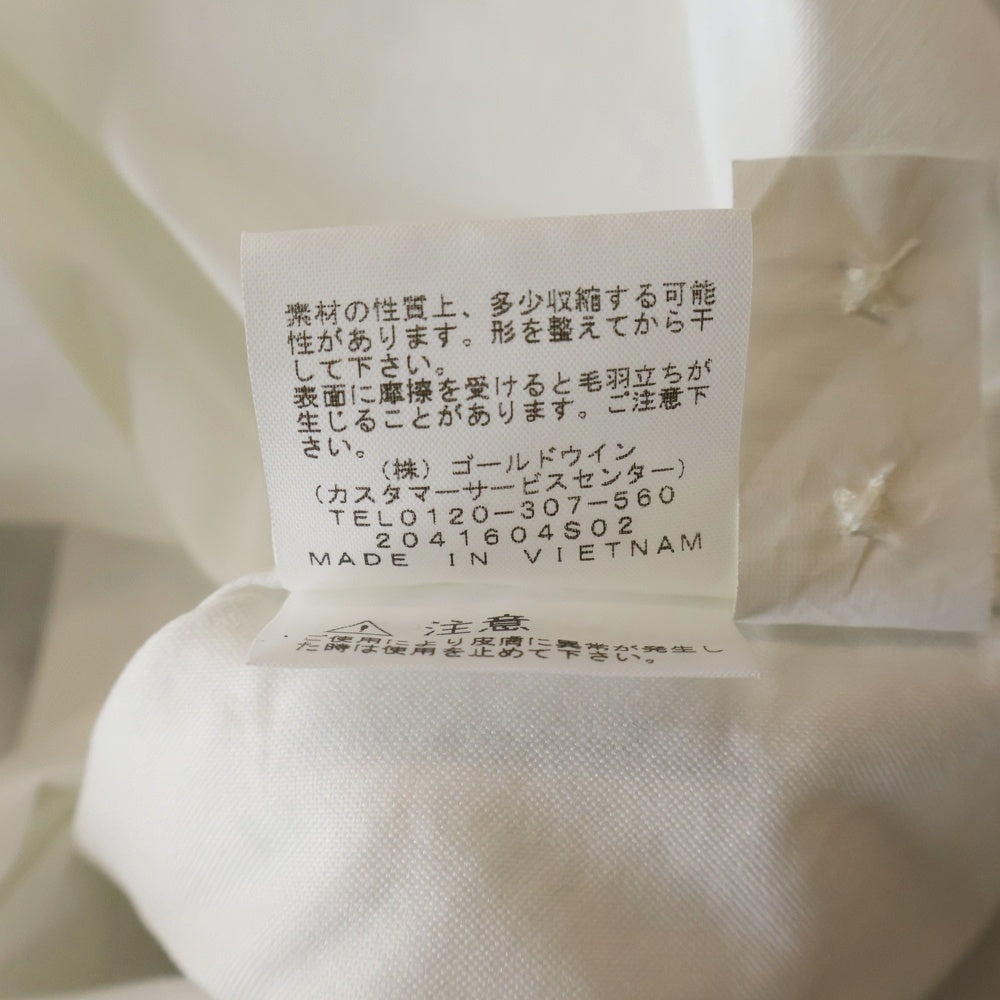 素材の性質上、多少収縮する可能
性があります。形を整えてから干
して下さい。
表面に摩擦を受けると毛羽立ちが
生じることがあります。ご注意下
さい。
(株)ゴールドウイン
(カスタマーサービスセンター)
TEL0120-307-560
2041604S02
MADE IN VIETNAM
注意
ご使用により皮膚に異常が発生し
た時は使用を止めて下さい。